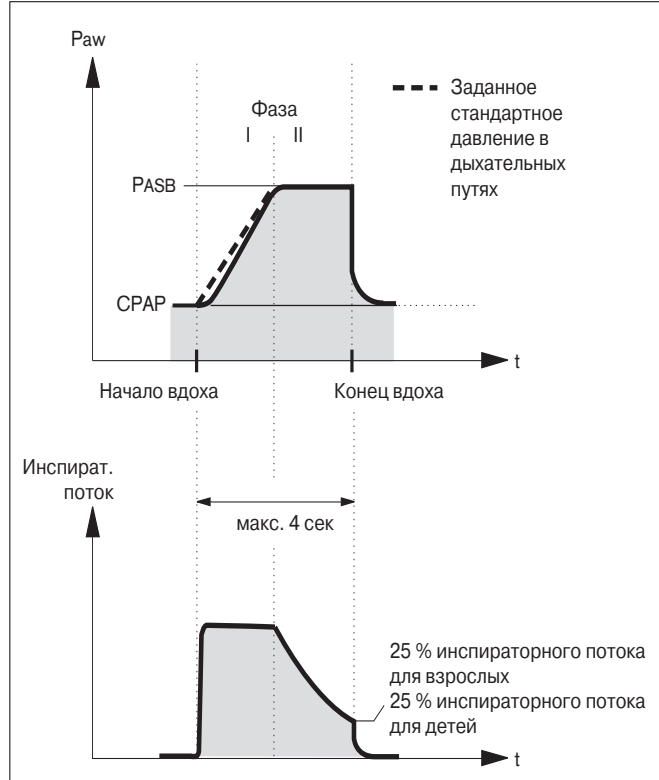 Paw
Заданное
стандартное
давление в
дыхательных
путях
Фаза
I II
PASB
CPAP
t
Начало вдоха
Конец вдоха
Инспират.
поток
макс. 4 сек
25 % инспираторного потока
для взрослых
25 % инспираторного потока
для детей
t